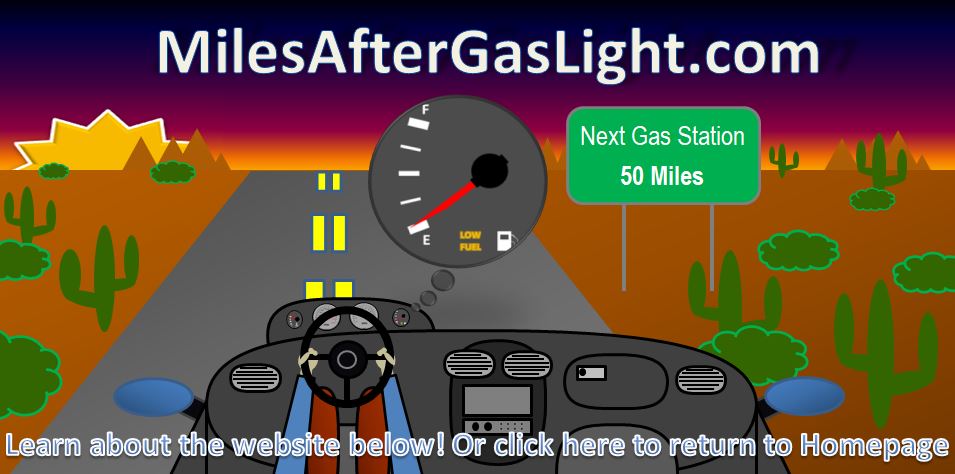 MilesAfterGasLight.com
F
Next Gas Station
50 Miles
E
LOW
FUEL
Learn about the website below! Or click here to return to Homepage